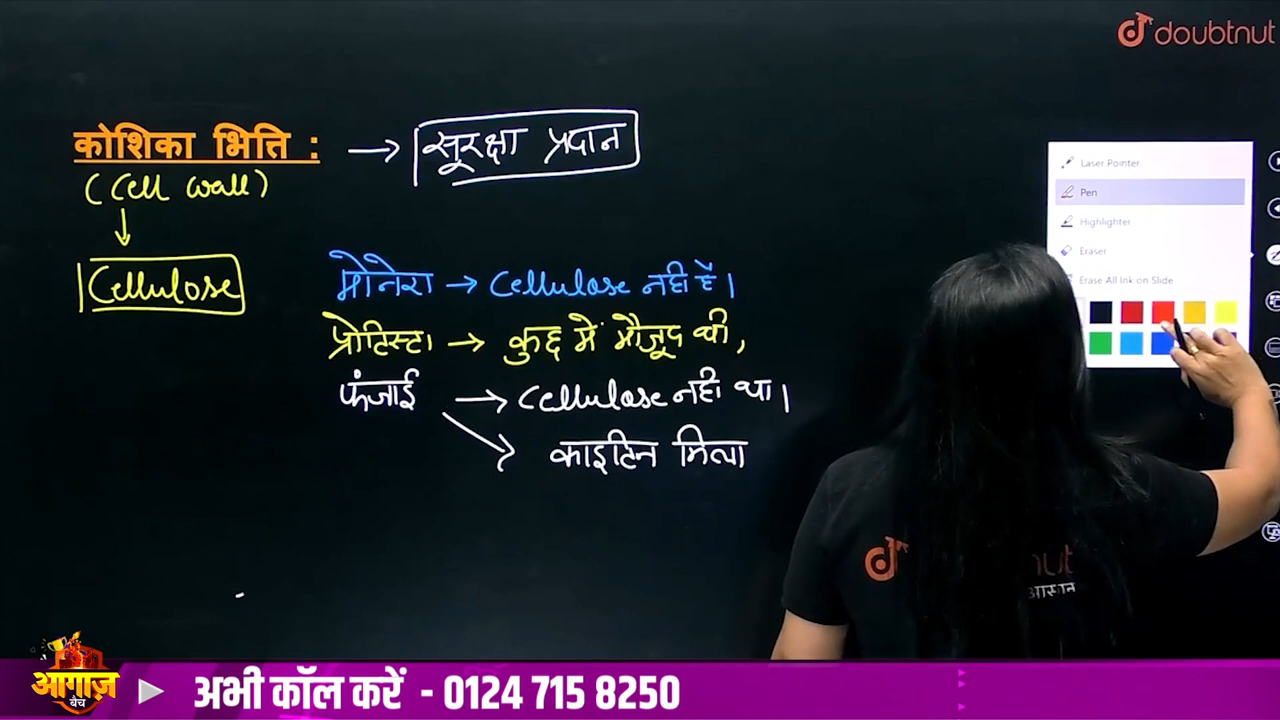 doubtnut
कोशिका भित्ति : → सुरक्षा प्रदान
(Cell wall)
Cellulose
मोनेरा → Cellulose नही है।
प्रोटिस्टा → कुछ में मौजूद थी,
फंजाई → Cellulose नही था।
काइटिन मिला
Laser Pointer
Pen
Highlighter
Eraser
Erase All Ink on Slide
आगाज़
बैच
अभी कॉल करें - 0124 715 8250